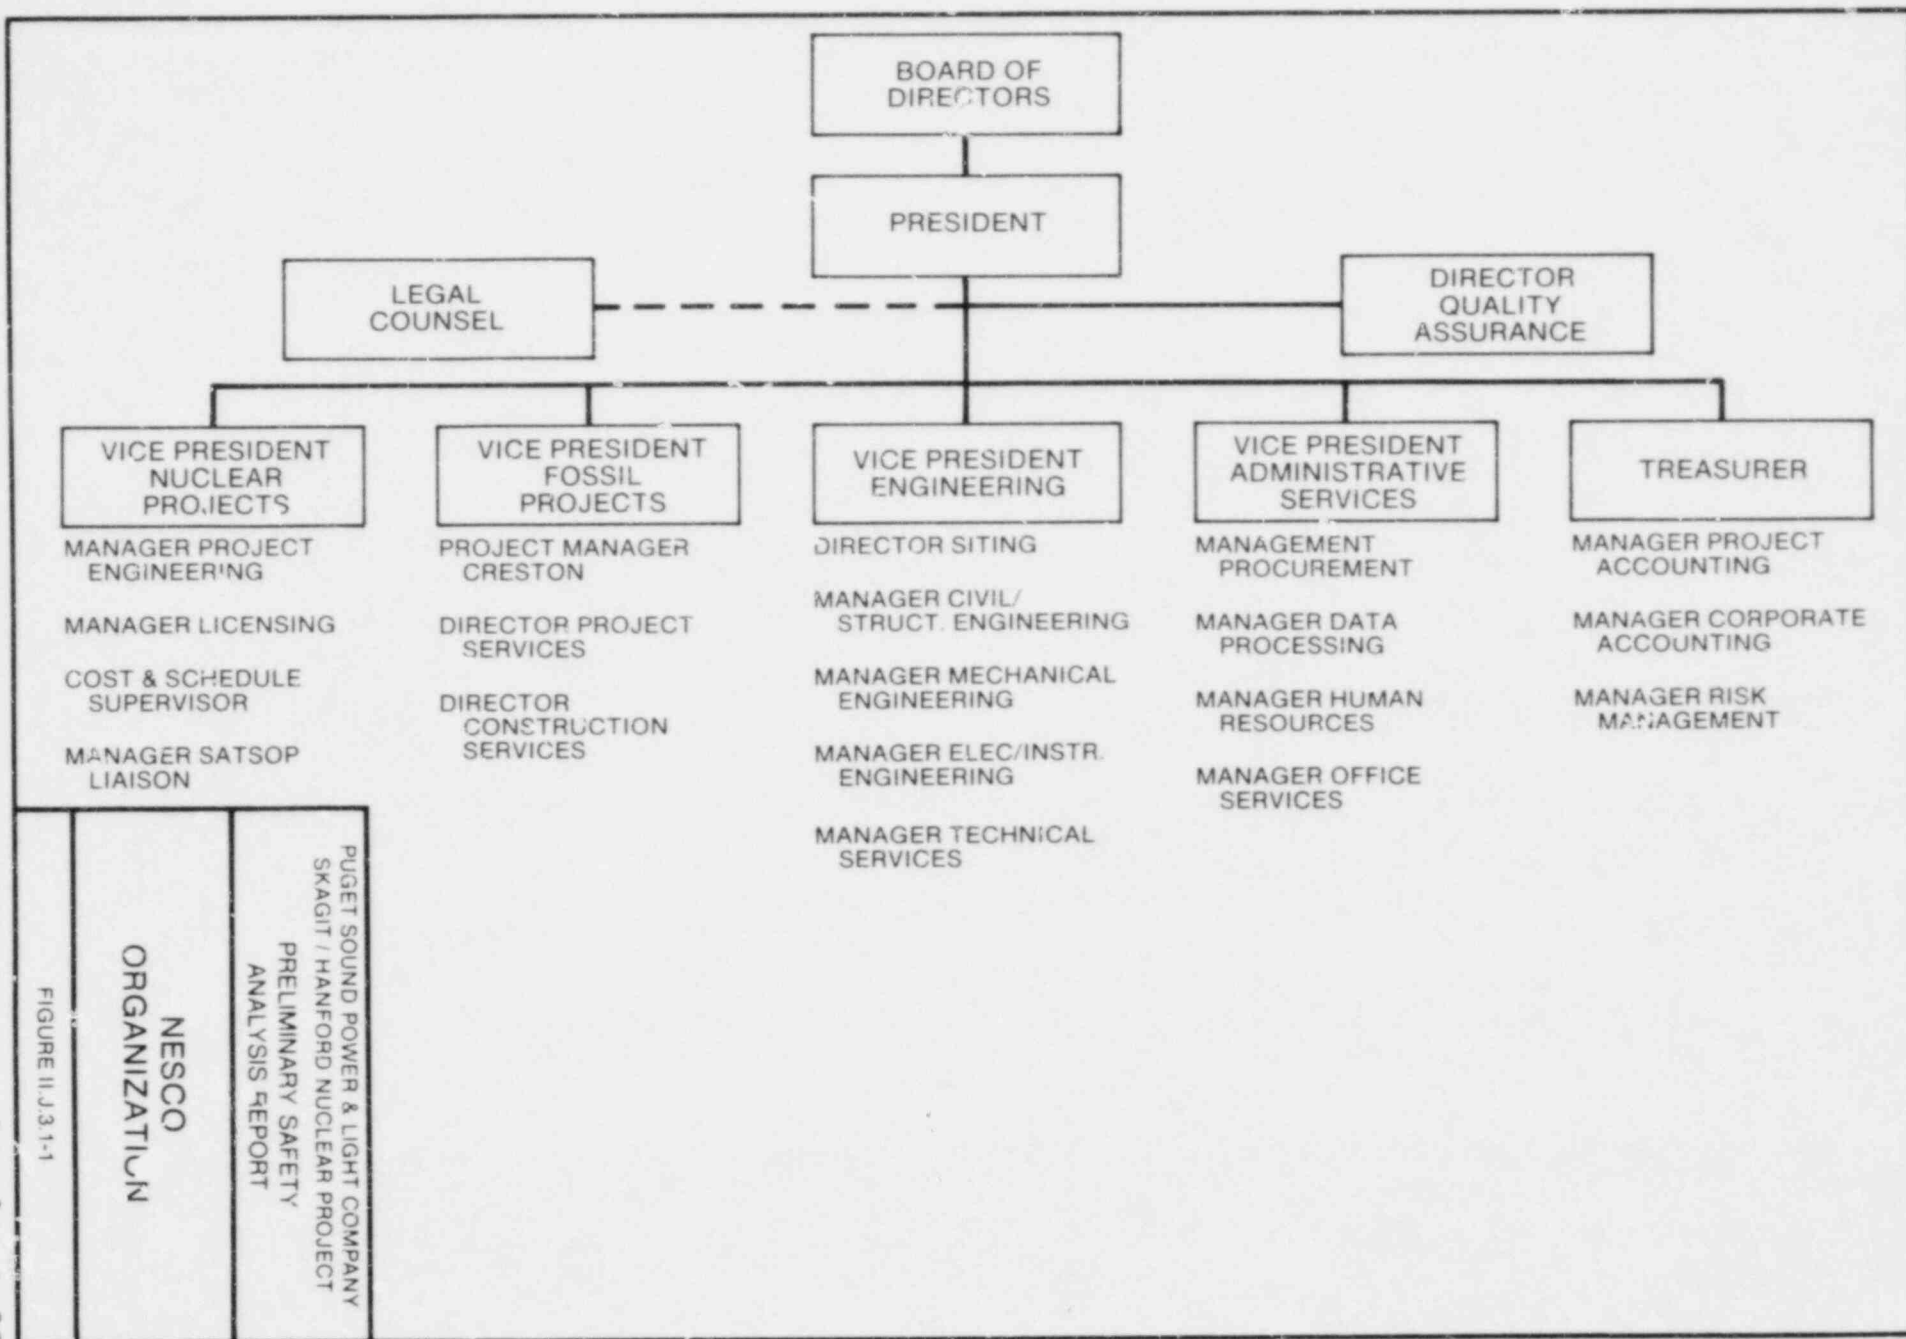 BOARD OF
DIRECTORS
PRESIDENT
LEGAL
COUNSEL
DIRECTOR
QUALITY
ASSURANCE
VICE PRESIDENT
NUCLEAR
PROJECTS
MANAGER PROJECT
ENGINEERING
MANAGER LICENSING
COST & SCHEDULE
SUPERVISOR
MANAGER SATSOP
LIAISON
VICE PRESIDENT
FOSSIL
PROJECTS
PROJECT MANAGER
CRESTON
DIRECTOR PROJECT
SERVICES
DIRECTOR
CONSTRUCTION
SERVICES
VICE PRESIDENT
ENGINEERING
DIRECTOR SITING
MANAGER CIVIL/
STRUCT. ENGINEERING
MANAGER MECHANICAL
ENGINEERING
MANAGER ELEC/INSTR.
ENGINEERING
MANAGER TECHNICAL
SERVICES
VICE PRESIDENT
ADMINISTRATIVE
SERVICES
MANAGEMENT
PROCUREMENT
MANAGER DATA
PROCESSING
MANAGER HUMAN
RESOURCES
MANAGER OFFICE
SERVICES
TREASURER
MANAGER PROJECT
ACCOUNTING
MANAGER CORPORATE
ACCOUNTING
MANAGER RISK
MANAGEMENT
PUGET SOUND POWER & LIGHT COMPANY
SKAGIT / HANFORD NUCLEAR PROJECT
PRELIMINARY SAFETY
ANALYSIS REPORT
NESCO
ORGANIZATION
FIGURE II.J.3.1-1